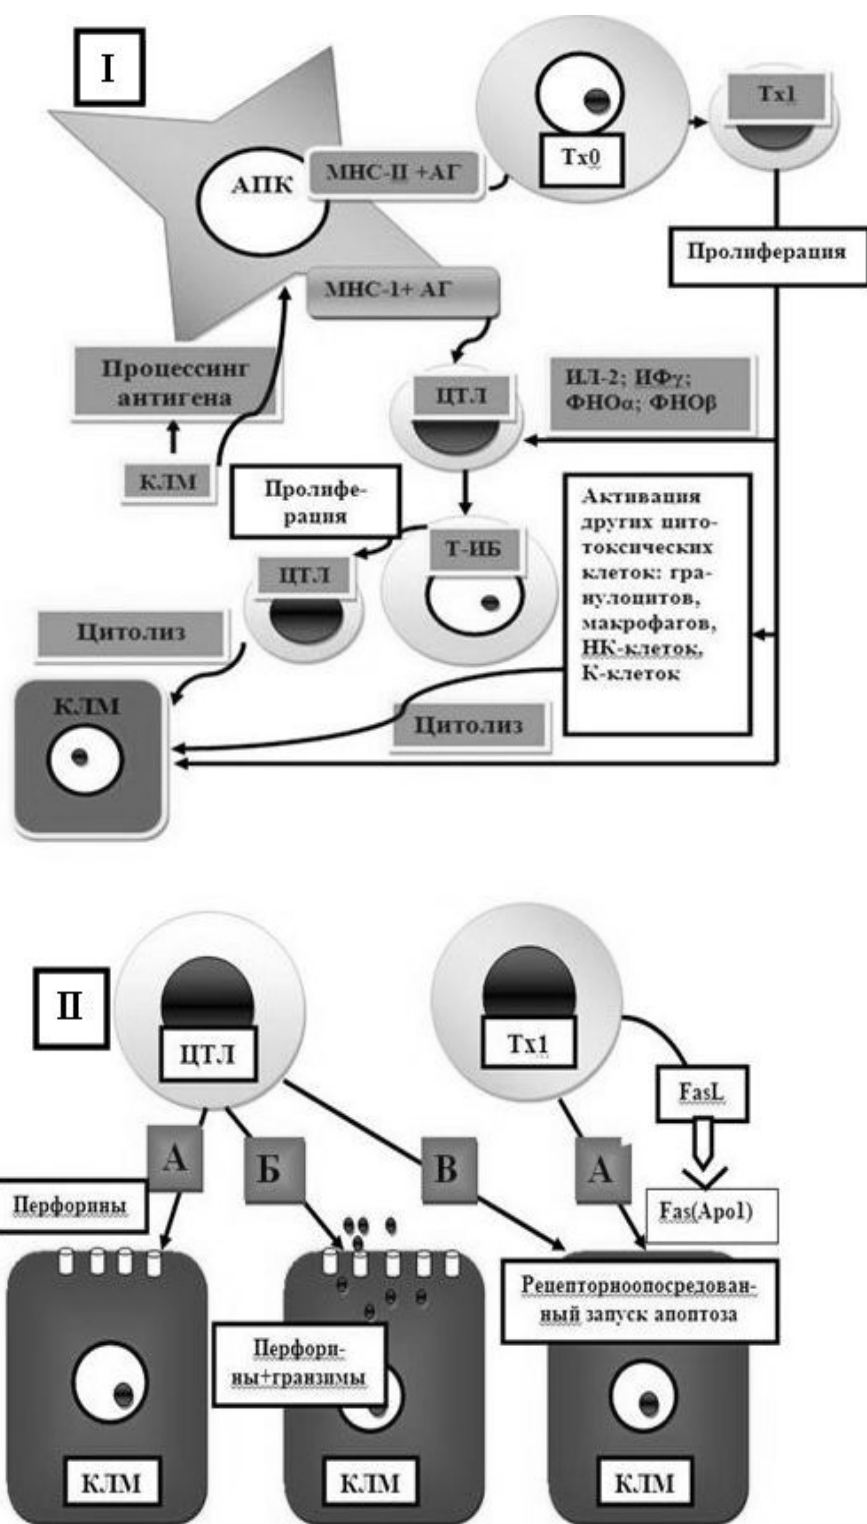 I
Тх1
Тх0
АПК
МНС-II +АГ
Пролиферация
МНС-1+ АГ
Процессинг
антигена
ЦТЛ
ИЛ-2; ИФγ;
ФНОα; ФНОβ
КЛМ
Пролифе-
рация
Активация
других цито-
токсических
клеток: гра-
нулоцитов,
макрофагов,
НК-клеток,
К-клеток
Т-ИБ
ЦТЛ
Цитолиз
КЛМ
Цитолиз
II
ЦТЛ
Тх1
FasL
А
Б
В
А
Перфорины
Fas(Apo1)
Рецепторноопосредован-
ный запуск апоптоза
Перфори-
ны+гранзимы
КЛМ
КЛМ
КЛМ